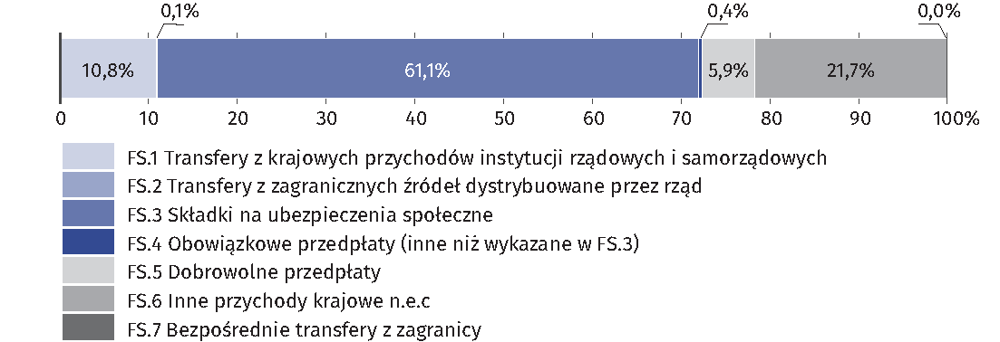 0,1% 0,4% 0,0%
10,8% 61,1% 5,9% 21,7%
0 10 20 30 40 50 60 70 80 90 100%
FS.1 Transfery z krajowych przychodów instytucji rządowych i samorządowych
FS.2 Transfery z zagranicznych źródeł dystrybuowane przez rząd
FS.3 Składki na ubezpieczenia społeczne
FS.4 Obowiązkowe przedpłaty (inne niż wykazane w FS.3)
FS.5 Dobrowolne przedpłaty
FS.6 Inne przychody krajowe n.e.c
FS.7 Bezpośrednie transfery z zagranicy